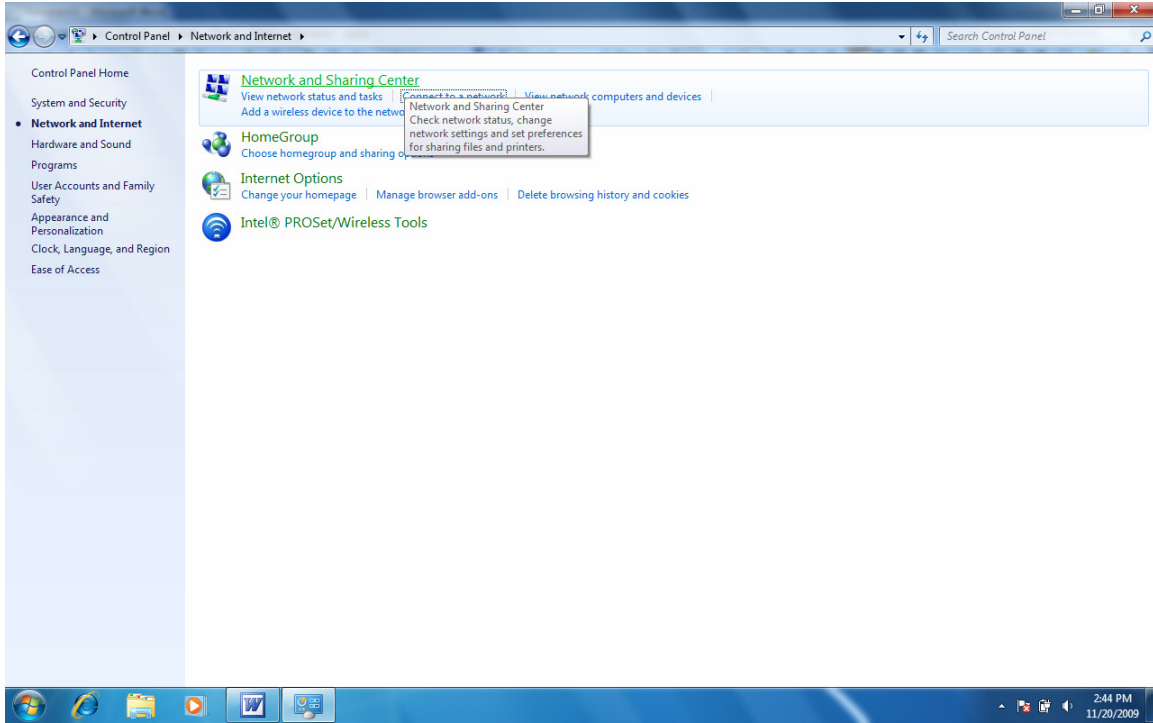 Control Panel ▸ Network and Internet ▸
Search Control Panel
Control Panel Home
System and Security
• Network and Internet
Hardware and Sound
Programs
User Accounts and Family
Safety
Appearance and
Personalization
Clock, Language, and Region
Ease of Access
Network and Sharing Center
View network status and tasks | Connect to a network | View network computers and devices
Add a wireless device to the netwo
Network and Sharing Center
Check network status, change
network settings and set preferences
for sharing files and printers.
HomeGroup
Choose homegroup and sharing
Internet Options
Change your homepage | Manage browser add-ons | Delete browsing history and cookies
Intel® PROSet/Wireless Tools
W
2:44 PM
11/20/2009